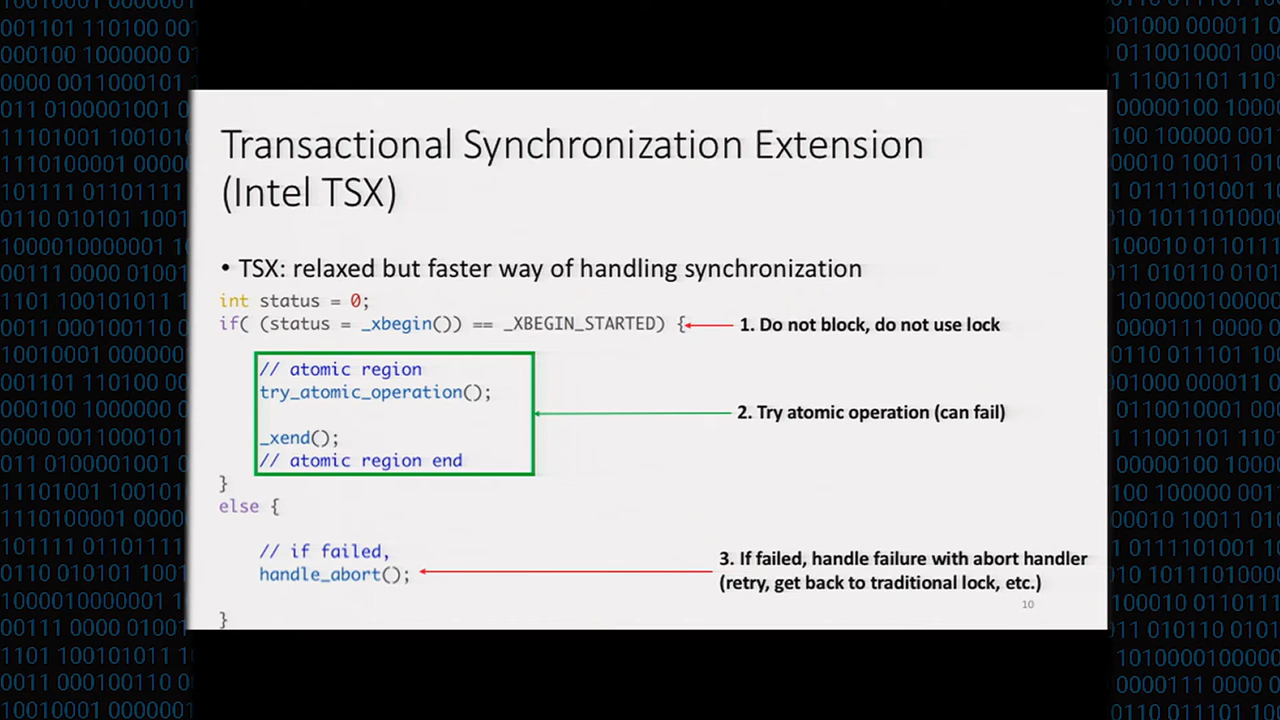 Transactional Synchronization Extension
(Intel TSX)
• TSX: relaxed but faster way of handling synchronization
int status = 0;
if( (status = _xbegin()) == _XBEGIN_STARTED) {
1. Do not block, do not use lock
// atomic region
try_atomic_operation();
2. Try atomic operation (can fail)
_xend();
// atomic region end
}
else {
// if failed,
handle_abort();
3. If failed, handle failure with abort handler
(retry, get back to traditional lock, etc.)
10
}